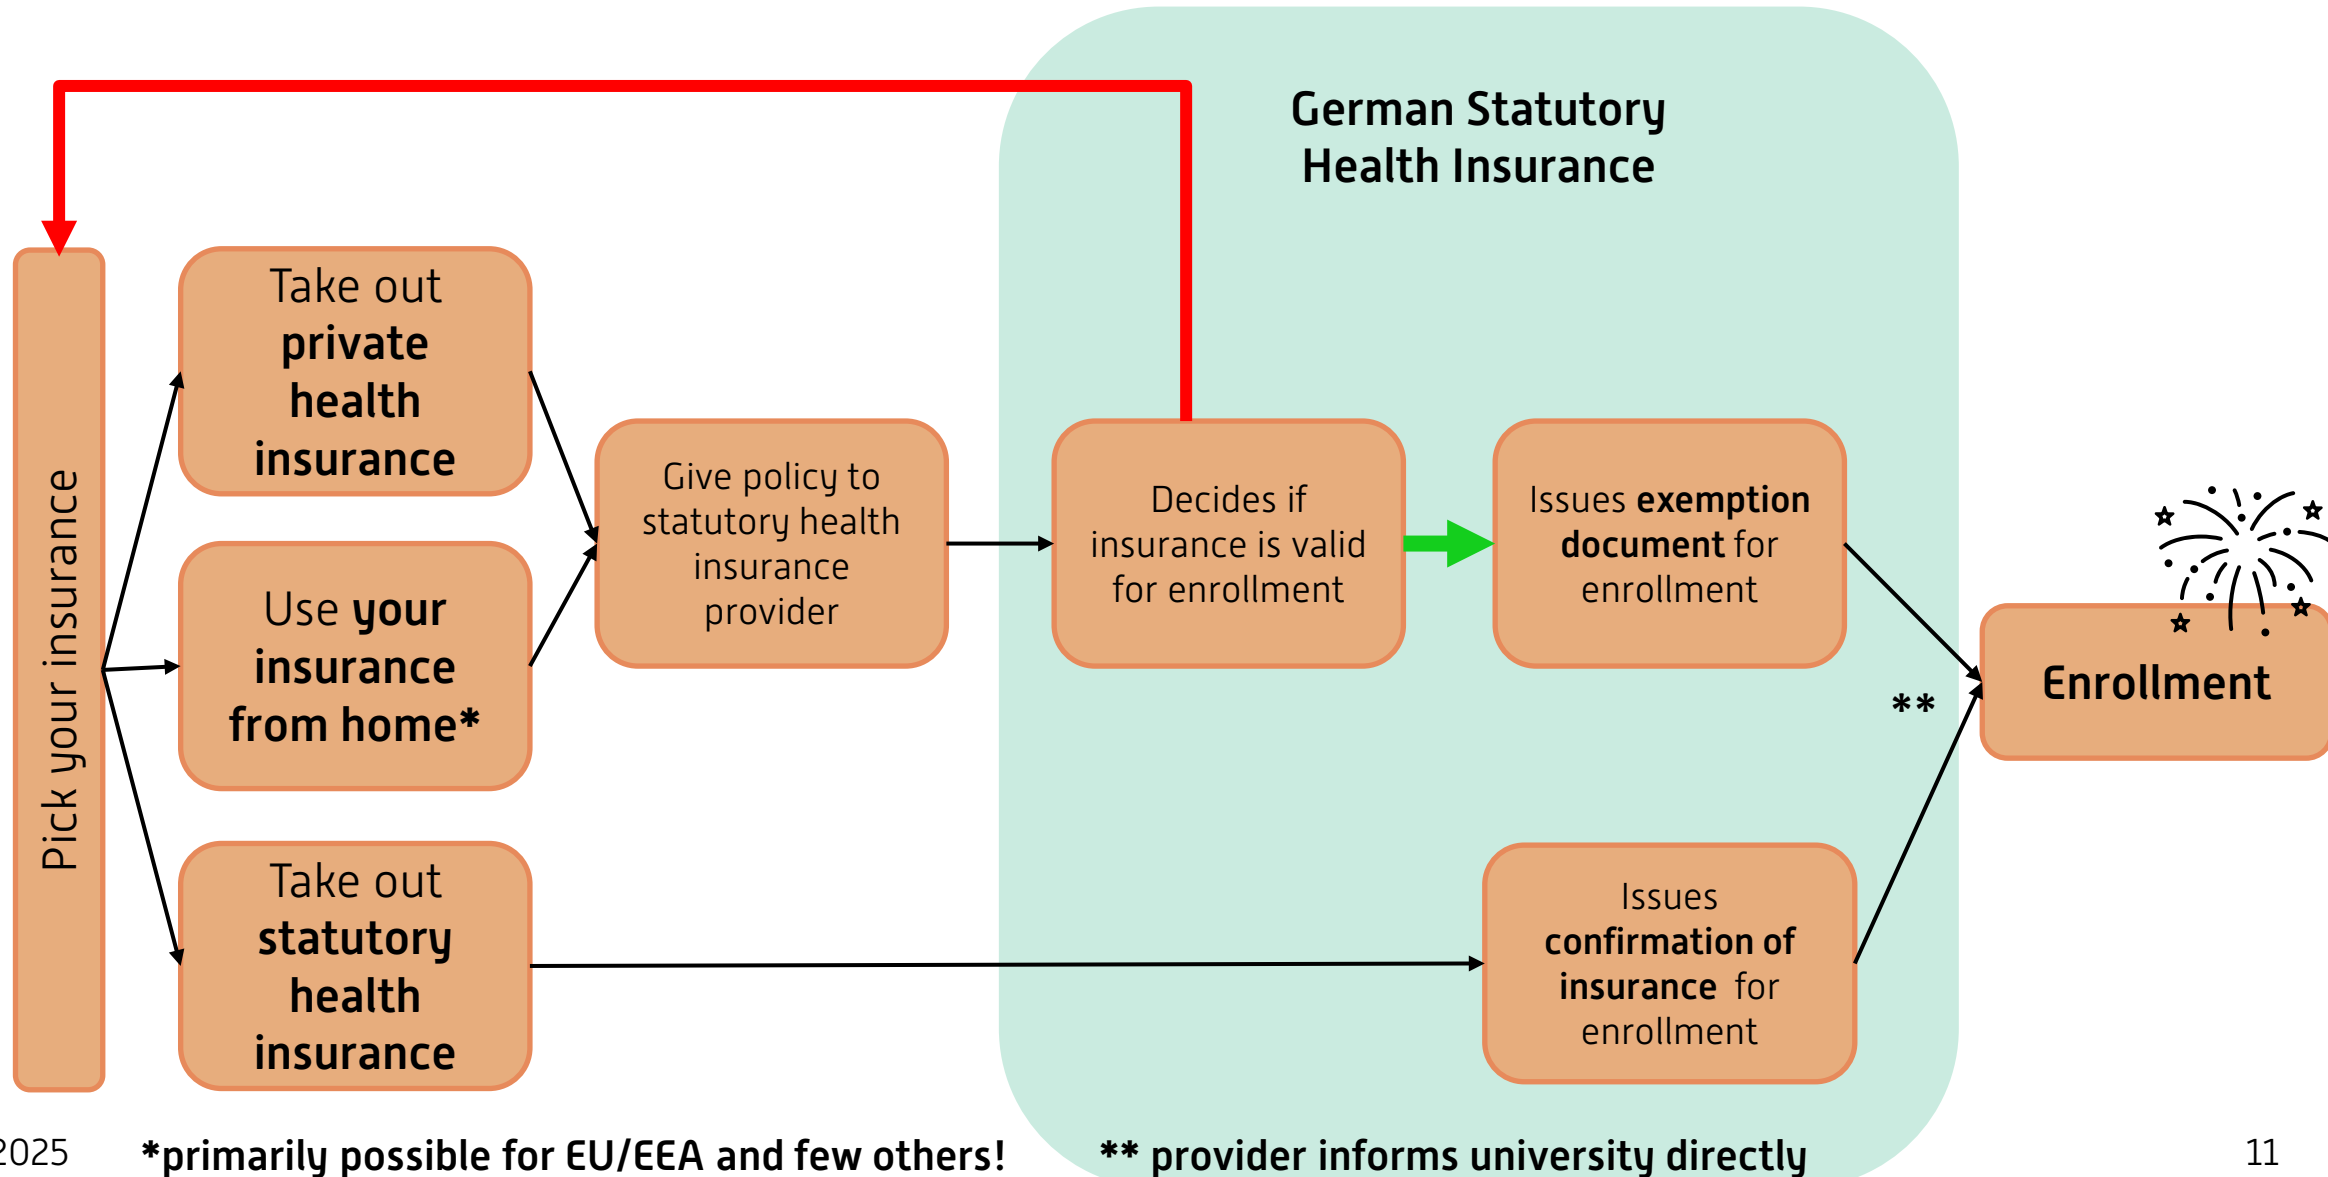 German Statutory
Health Insurance
Pick your insurance
Take out
private
health
insurance
Use your
insurance
from home*
Take out
statutory
health
insurance
Give policy to
statutory health
insurance
provider
Decides if
insurance is valid
for enrollment
Issues exemption
document for
enrollment
Issues
confirmation of
insurance for
enrollment
**
Enrollment
2025
*primarily possible for EU/EEA and few others!
** provider informs university directly
11